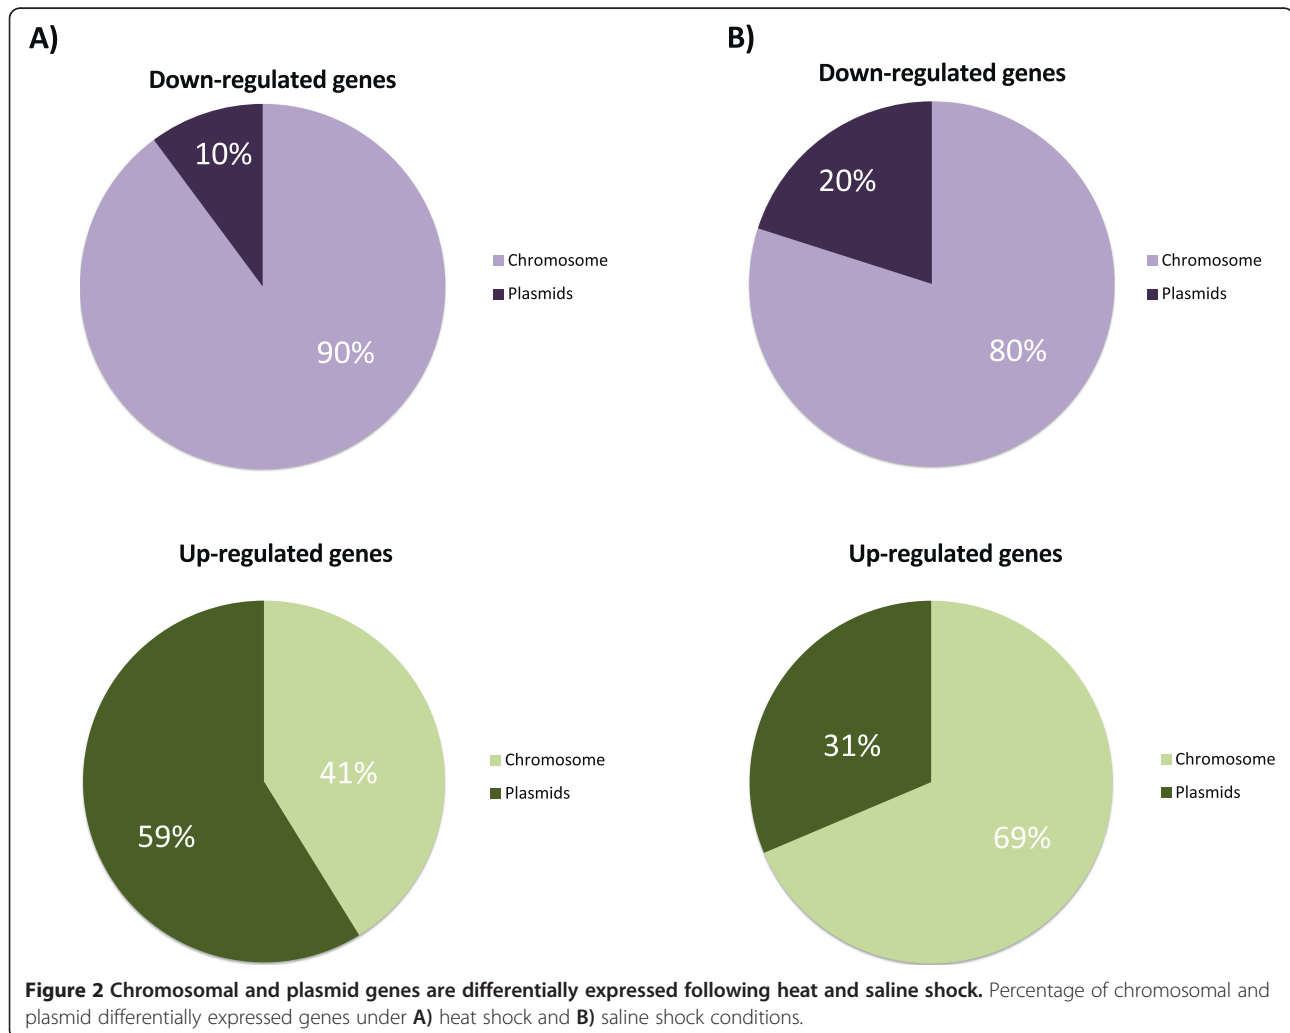 A)
Down-regulated genes
10%
90%
Chromosome
Plasmids
B)
Down-regulated genes
20%
80%
Chromosome
Plasmids
Up-regulated genes
41%
59%
Chromosome
Plasmids
Up-regulated genes
31%
69%
Chromosome
Plasmids
Figure 2 Chromosomal and plasmid genes are differentially expressed following heat and saline shock. Percentage of chromosomal and
plasmid differentially expressed genes under A) heat shock and B) saline shock conditions.